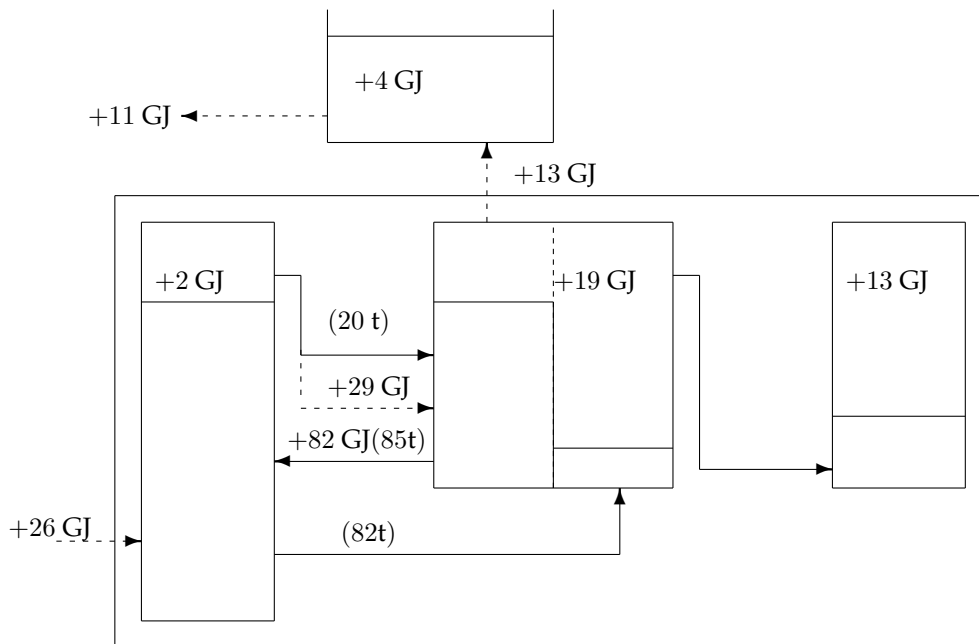 +4 GJ
+11 GJ
+13 GJ
+2 GJ
+19 GJ
+13 GJ
(20 t)
+29 GJ
+82 GJ(85t)
+26 GJ
(82t)